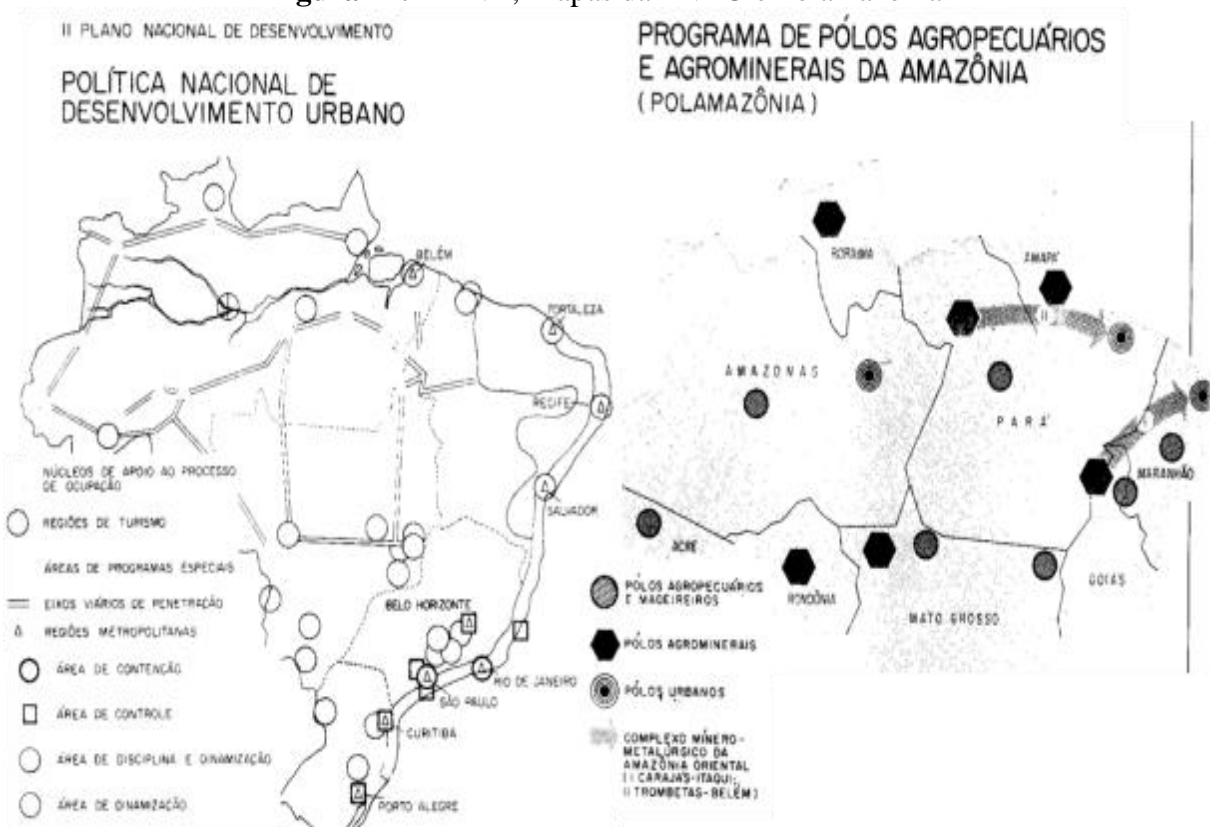 II PLANO NACIONAL DE DESENVOLVIMENTO
POLÍTICA NACIONAL DE
DESENVOLVIMENTO URBANO
BELÉM
FORTALEZA
RECIFE
SALVADOR
BELO HORIZONTE
RIO DE JANEIRO
SÃO PAULO
CURITIBA
PORTO ALEGRE
NÚCLEOS DE APOIO AO PROCESSO
DE OCUPAÇÃO
REGIÕES DE TURISMO
ÁREAS DE PROGRAMAS ESPECIAIS
EIXOS VIÁRIOS DE PENETRAÇÃO
REGIÕES METROPOLITANAS
ÁREA DE CONTENÇÃO
ÁREA DE CONTROLE
ÁREA DE DISCIPLINA E DINAMIZAÇÃO
ÁREA DE DINAMIZAÇÃO
PROGRAMA DE PÓLOS AGROPECUÁRIOS
E AGROMINERAIS DA AMAZÔNIA
(POLAMAZÔNIA)
RORAIMA
AMAPÁ
II
AMAZONAS
PARÁ
MARANHÃO
ACRE
RONDÔNIA
MATO GROSSO
GOIÁS
PÓLOS AGROPECUÁRIOS
E MADEIREIROS
PÓLOS AGROMINERAIS
PÓLOS URBANOS
COMPLEXO MÍNERO-
METALÚRGICO DA
AMAZÔNIA ORIENTAL
(I CARAJÁS-ITAQUI;
II TROMBETAS-BELÉM)